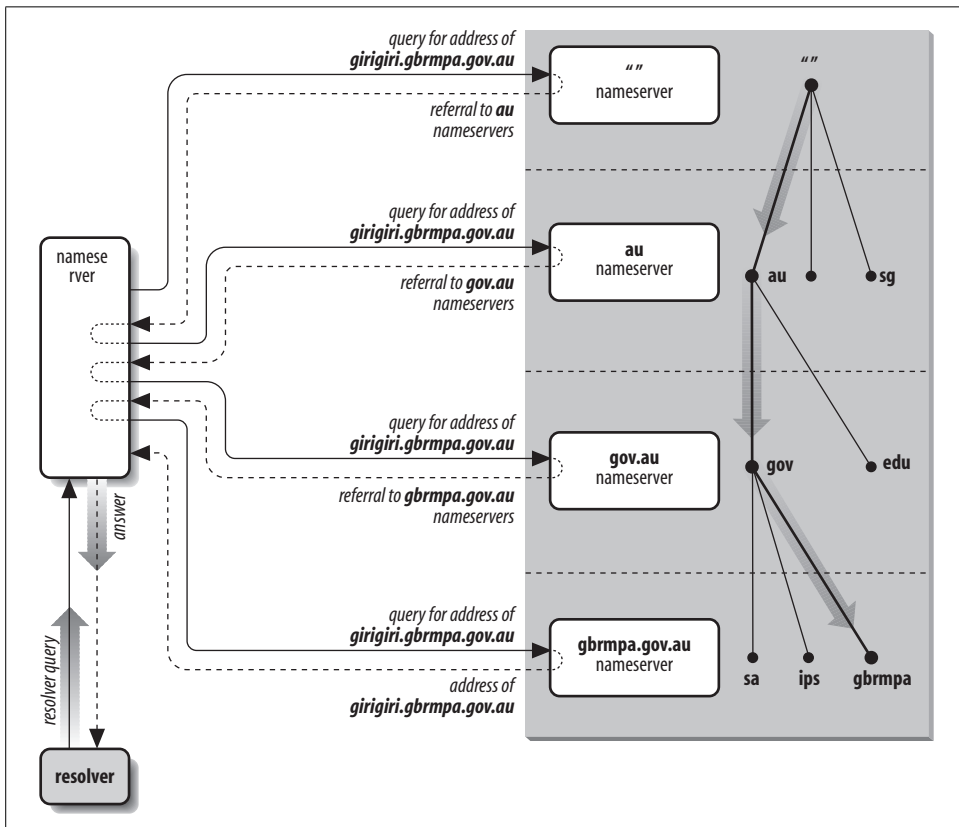 query for address of
girigiri.gbrmpa.gov.au
“”
nameserver
“”
referral to au
nameservers
query for address of
girigiri.gbrmpa.gov.au
au
nameserver
namese
rver
referral to gov.au
nameservers
au
sg
query for address of
girigiri.gbrmpa.gov.au
gov.au
nameserver
gov
edu
referral to gbrmpa.gov.au
nameservers
answer
query for address of
girigiri.gbrmpa.gov.au
gbrmpa.gov.au
nameserver
sa
ips
gbrmpa
address of
girigiri.gbrmpa.gov.au
resolver query
resolver